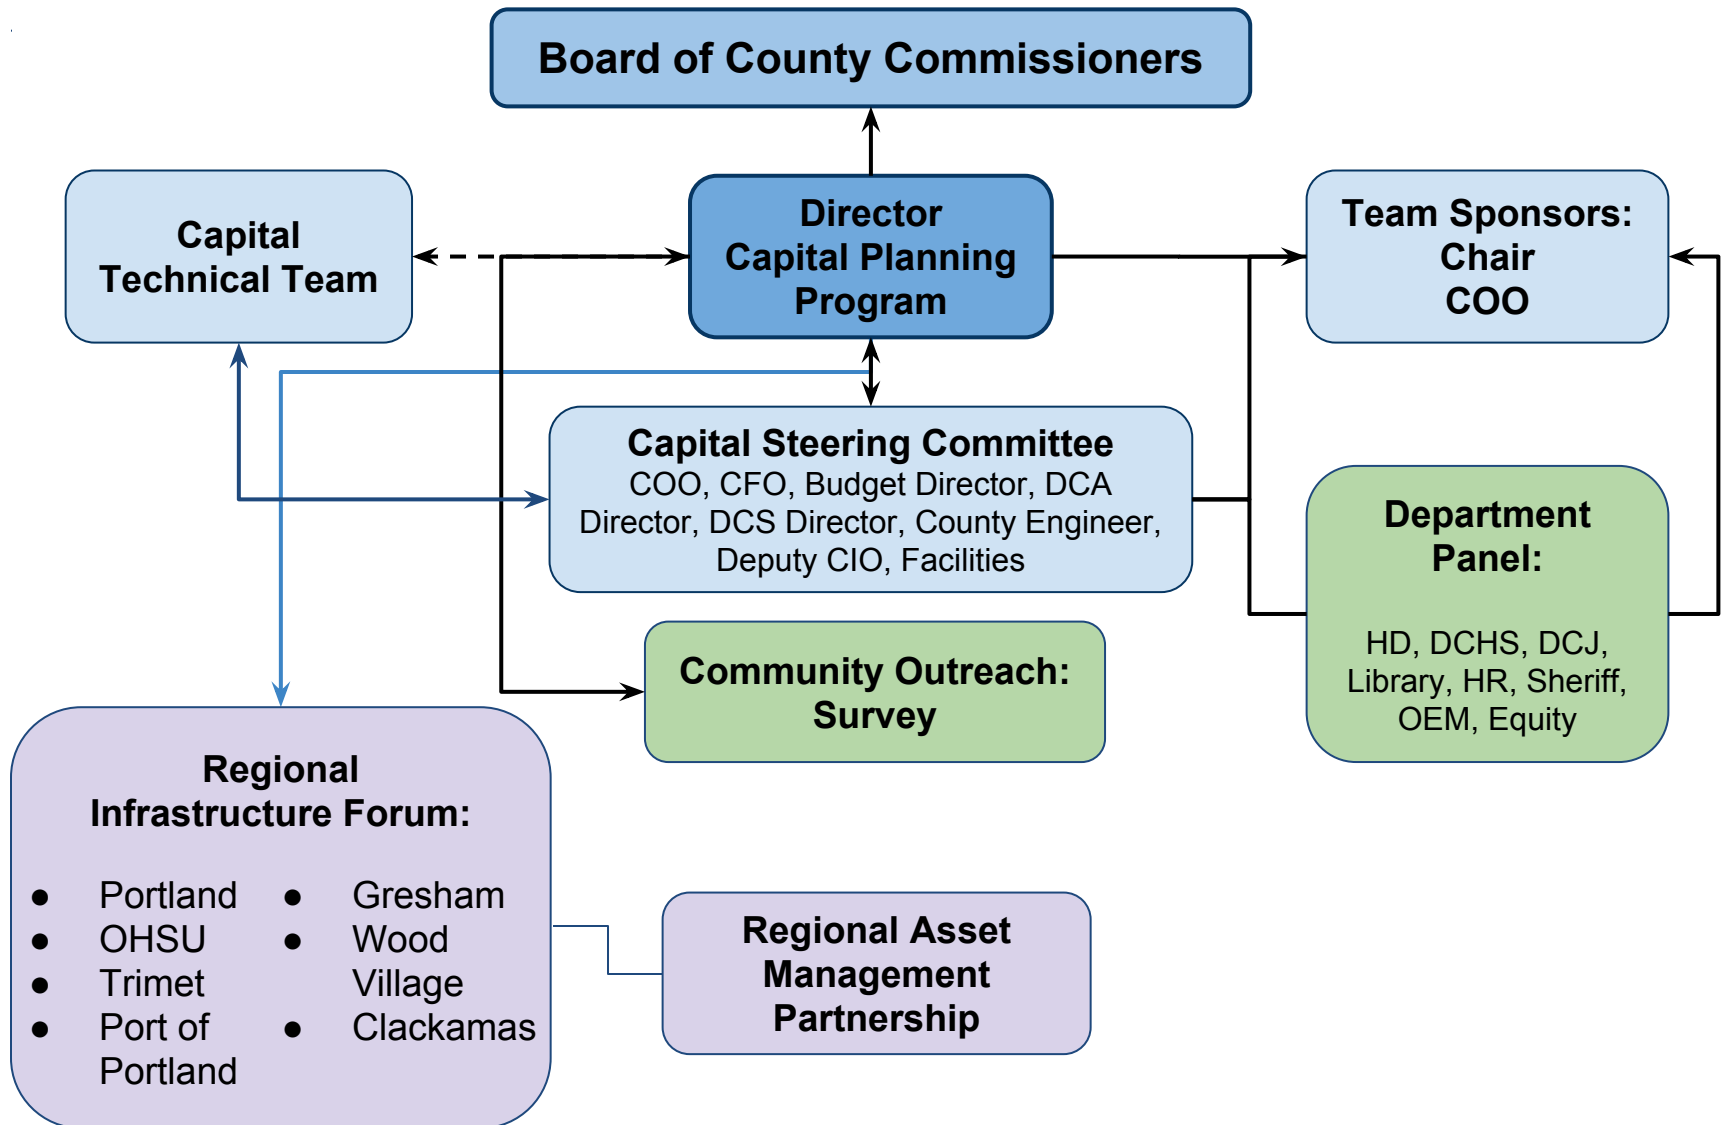 Board of County Commissioners
Capital
Technical Team
Director
Capital Planning
Program
Team Sponsors:
Chair
COO
Capital Steering Committee
COO, CFO, Budget Director, DCA
Director, DCS Director, County Engineer,
Deputy CIO, Facilities
Department
Panel:
HD, DCHS, DCJ,
Library, HR, Sheriff,
OEM, Equity
Community Outreach:
Survey
Regional
Infrastructure Forum:
● Portland
● OHSU
● Trimet
● Port of
Portland
● Gresham
● Wood
Village
● Clackamas
Regional Asset
Management
Partnership